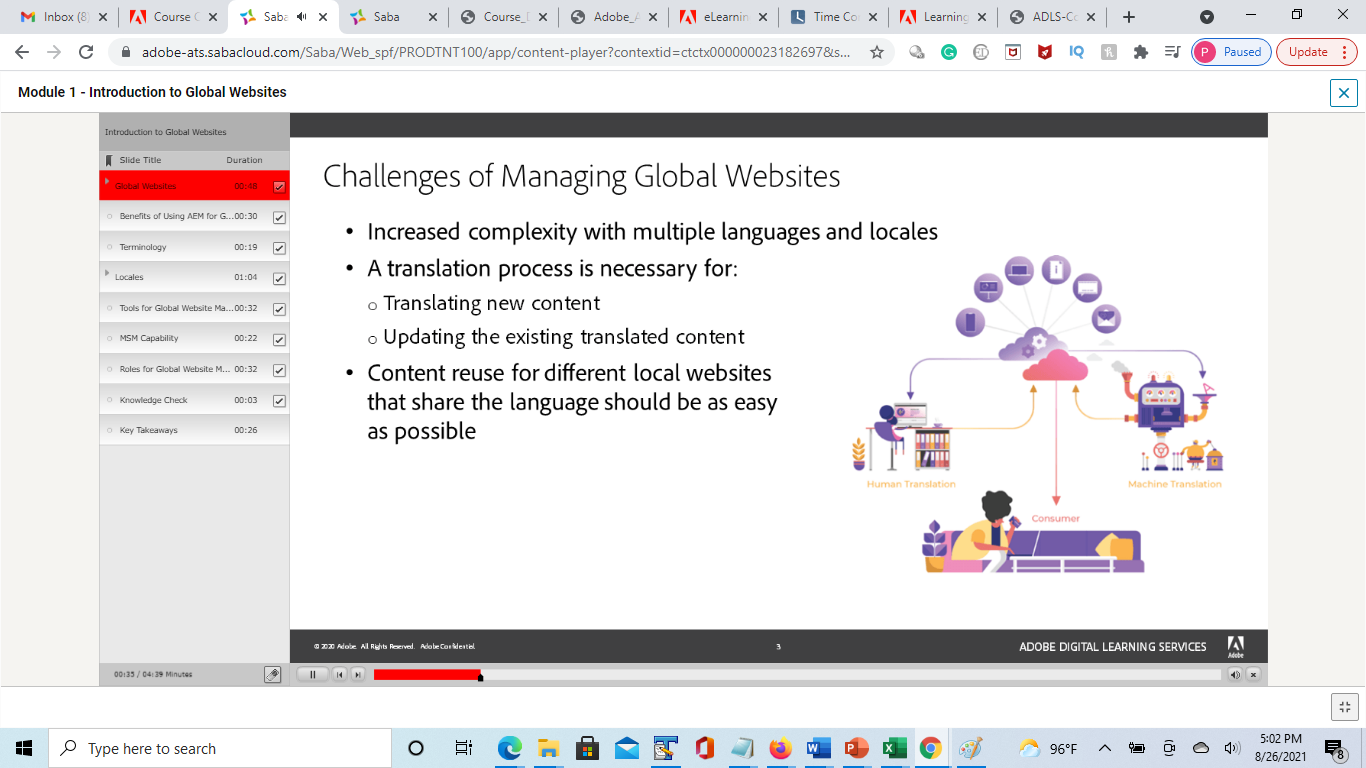 Inbox (8)
Course C
Saba
Saba
Course_D
Adobe_A
eLearnin
Time Co
Learning
ADLS-Co
adobe-ats.sabacloud.com/Saba/Web_spf/PRODTNT100/app/content-player?contextid=ctctx000000023182697&s...
P Paused
Update
Module 1 - Introduction to Global Websites
Introduction to Global Websites
Slide Title Duration
Global Websites 00:48
Benefits of Using AEM for G... 00:30
Terminology 00:19
Locales 01:04
Tools for Global Website Ma... 00:32
MSM Capability 00:22
Roles for Global Website M... 00:32
Knowledge Check 00:03
Key Takeaways 00:26
00:35 / 04:39 Minutes
Challenges of Managing Global Websites
• Increased complexity with multiple languages and locales
• A translation process is necessary for:
o Translating new content
o Updating the existing translated content
• Content reuse for different local websites
that share the language should be as easy
as possible
Human Translation
Machine Translation
Consumer
© 2020 Adobe. All Rights Reserved. Adobe Confidential.
3
ADOBE DIGITAL LEARNING SERVICES
Adobe
Type here to search
96°F
5:02 PM
8/26/2021
8